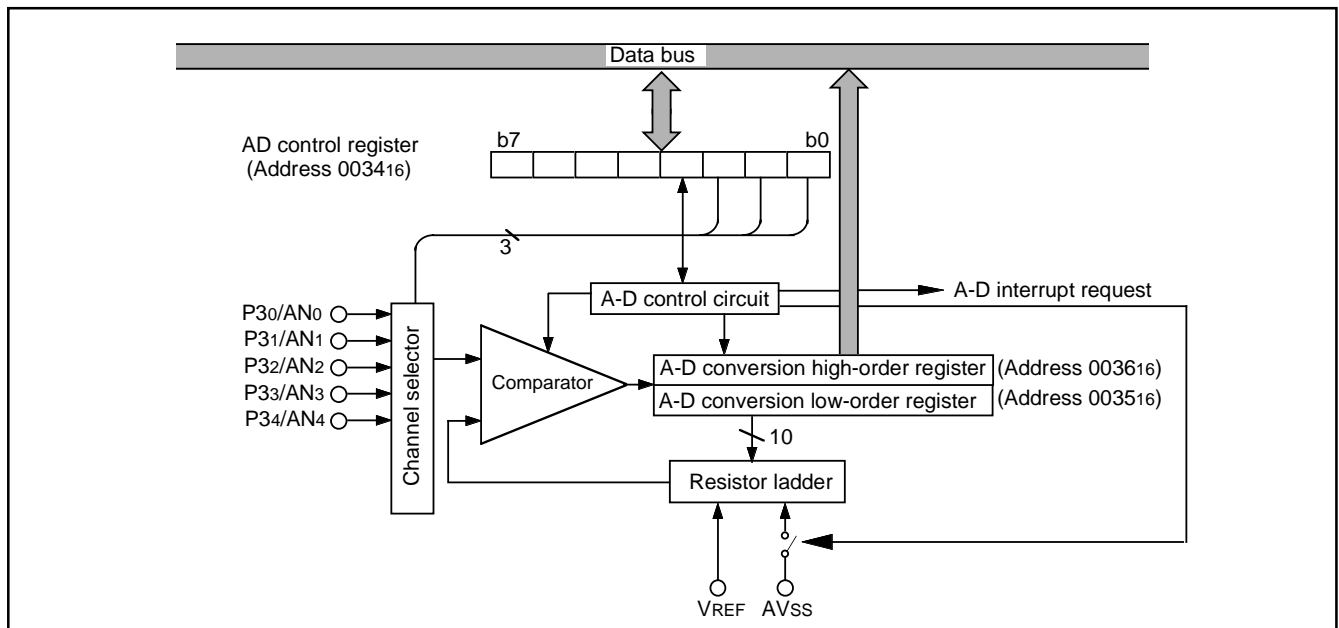 Data bus
AD control register
(Address 003416)
b7
b0
3
P30/AN0
P31/AN1
P32/AN2
P33/AN3
P34/AN4
Channel selector
A-D control circuit
A-D interrupt request
Comparator
A-D conversion high-order register
(Address 003616)
A-D conversion low-order register
(Address 003516)
10
Resistor ladder
VREF
AVSS